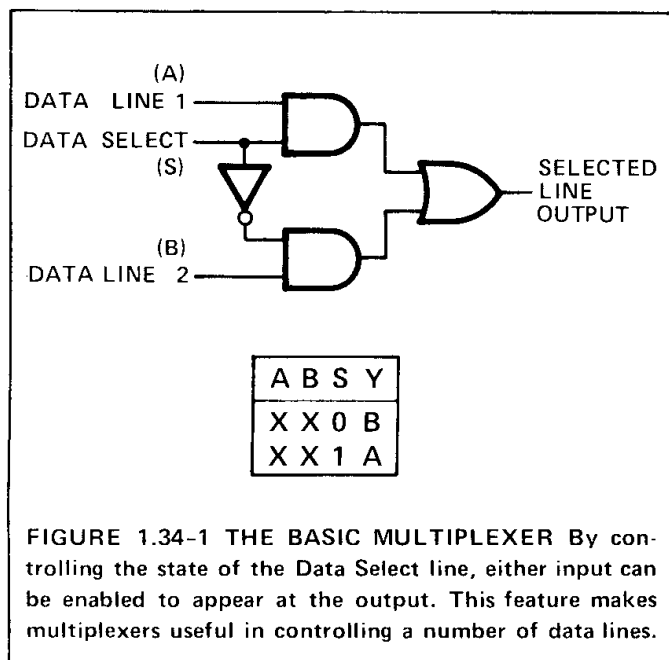 (A)
DATA LINE 1
DATA SELECT
(S)
(B)
DATA LINE 2
SELECTED
LINE
OUTPUT
A B S Y
X X 0 B
X X 1 A
FIGURE 1.34-1 THE BASIC MULTIPLEXER By con-
trolling the state of the Data Select line, either input can
be enabled to appear at the output. This feature makes
multiplexers useful in controlling a number of data lines.